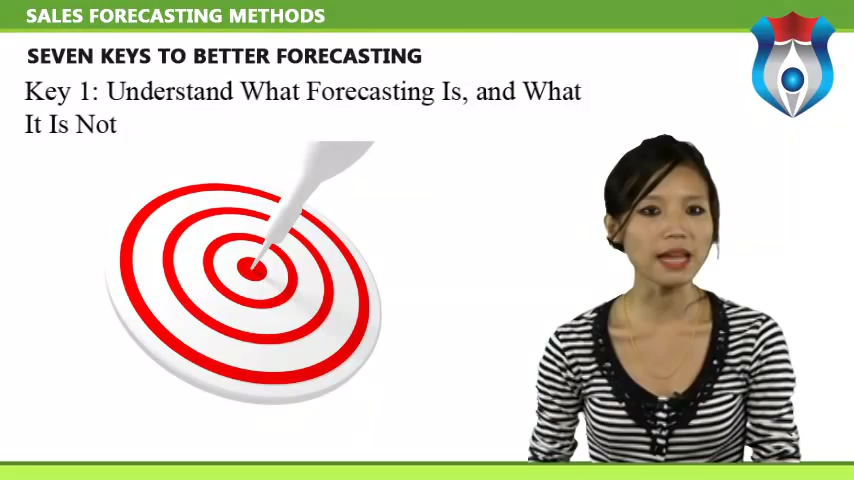 SALES FORECASTING METHODS
SEVEN KEYS TO BETTER FORECASTING
Key 1: Understand What Forecasting Is, and What
It Is Not